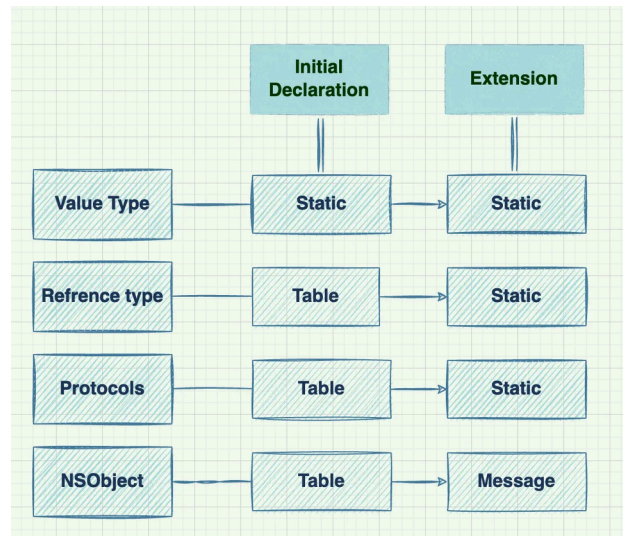 Initial
Declaration
Extension
Value Type
Static
Static
Refrence type
Table
Static
Protocols
Table
Static
NSObject
Table
Message